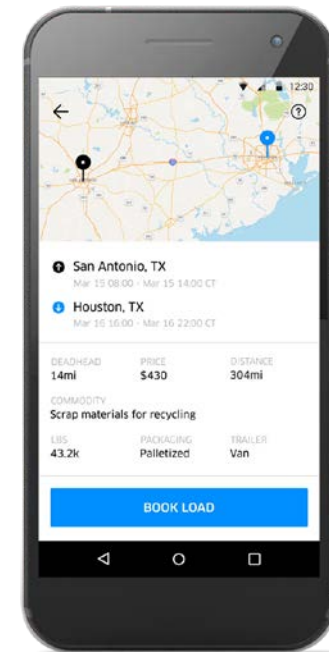 12:30
San Antonio, TX
Mar 15 08:00 - Mar 15 14:00 CT
Houston, TX
Mar 16 16:00 - Mar 16 22:00 CT
DEADHEAD PRICE DISTANCE
14mi $430 304mi
COMMODITY
Scrap materials for recycling
LBS PACKAGING TRAILER
43.2k Palletized Van
BOOK LOAD